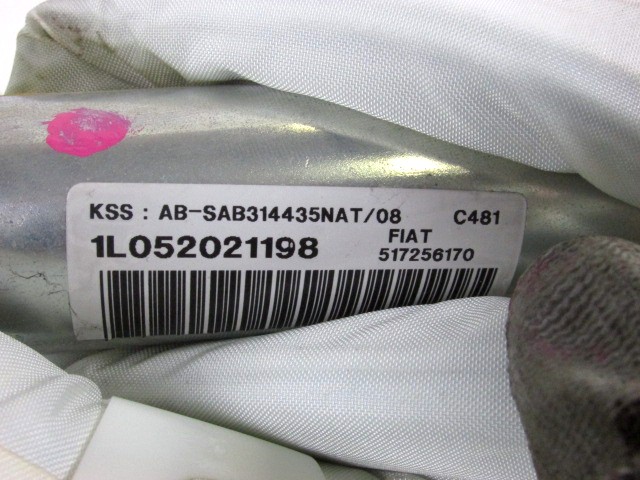 KSS : AB-SAB314435NAT/08 C481
1L052021198 FIAT
517256170